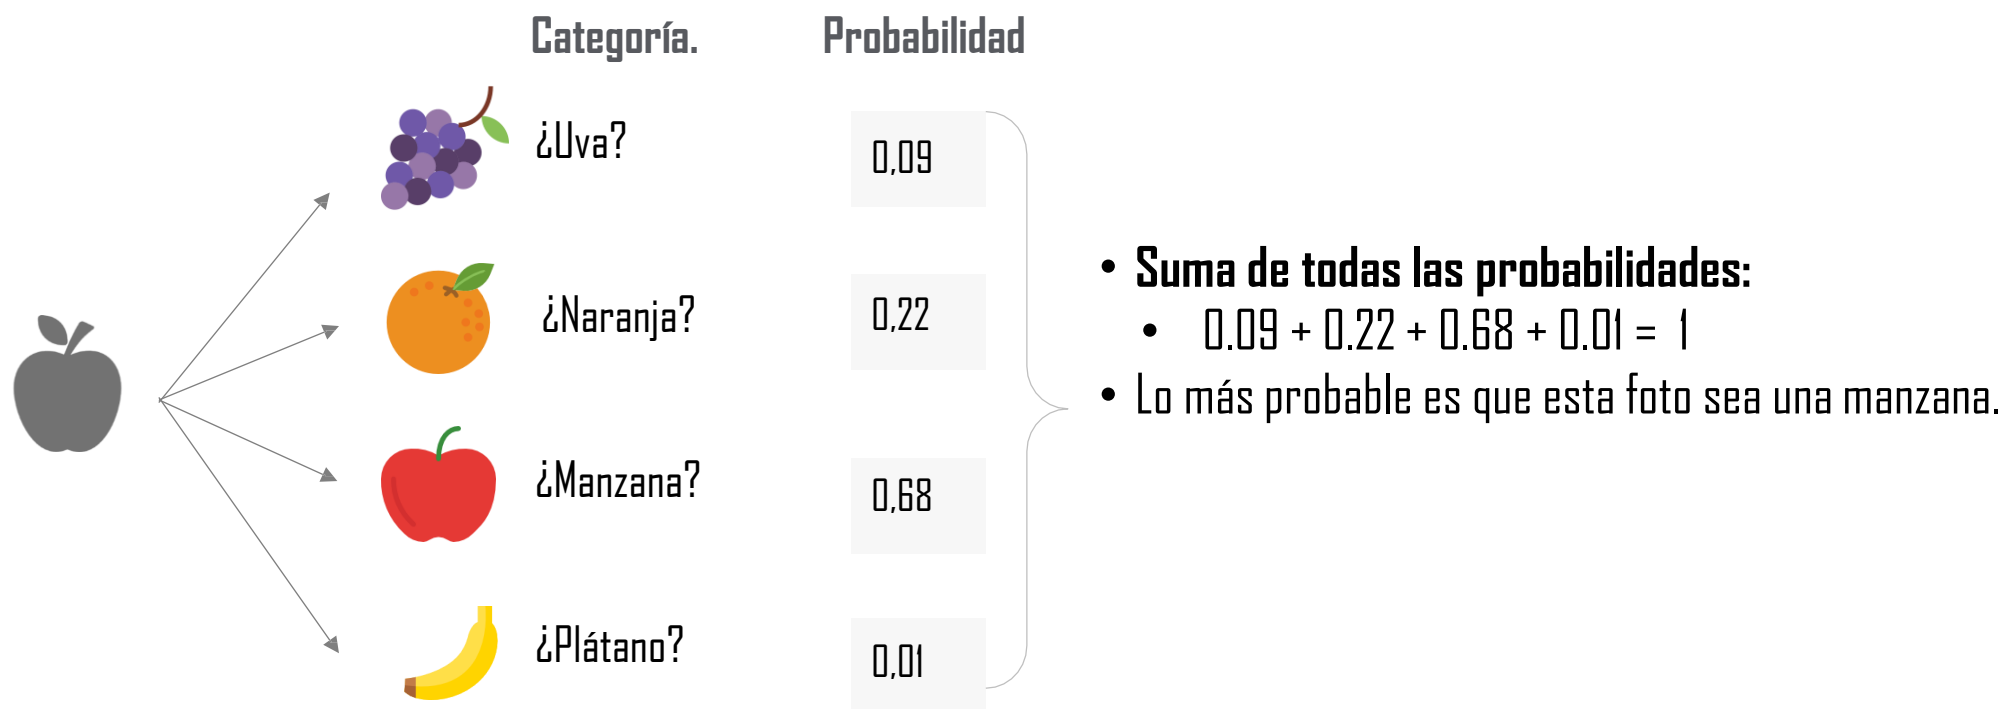 Categoría. Probabilidad
¿Uva? 0,09
¿Naranja? 0,22
¿Manzana? 0,68
¿Plátano? 0,01
• Suma de todas las probabilidades:
• 0.09 + 0.22 + 0.68 + 0.01 = 1
• Lo más probable es que esta foto sea una manzana.